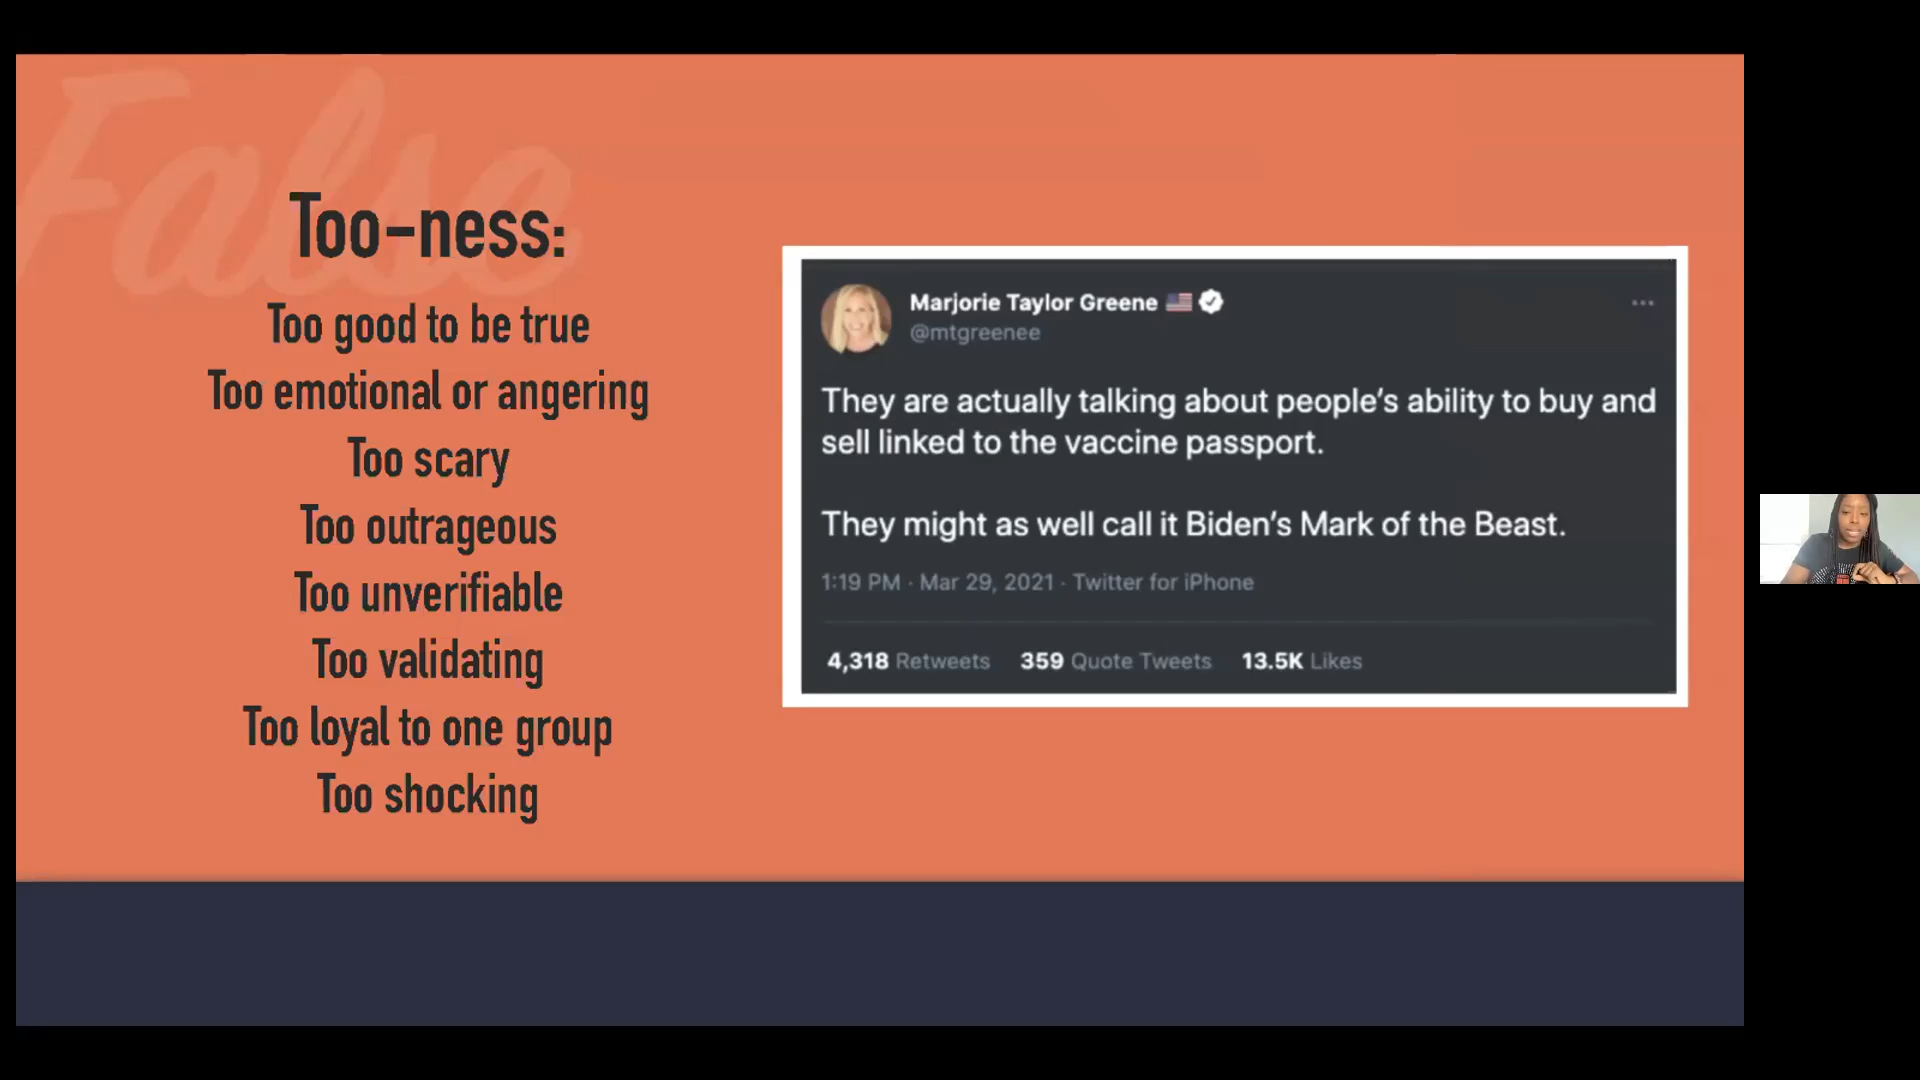 False
Too-ness:
Too good to be true
Too emotional or angering
Too scary
Too outrageous
Too unverifiable
Too validating
Too loyal to one group
Too shocking
Marjorie Taylor Greene
@mtgreenee
They are actually talking about people's ability to buy and
sell linked to the vaccine passport.
They might as well call it Biden's Mark of the Beast.
1:19 PM · Mar 29, 2021 · Twitter for iPhone
4,318 Retweets 359 Quote Tweets 13.5K Likes